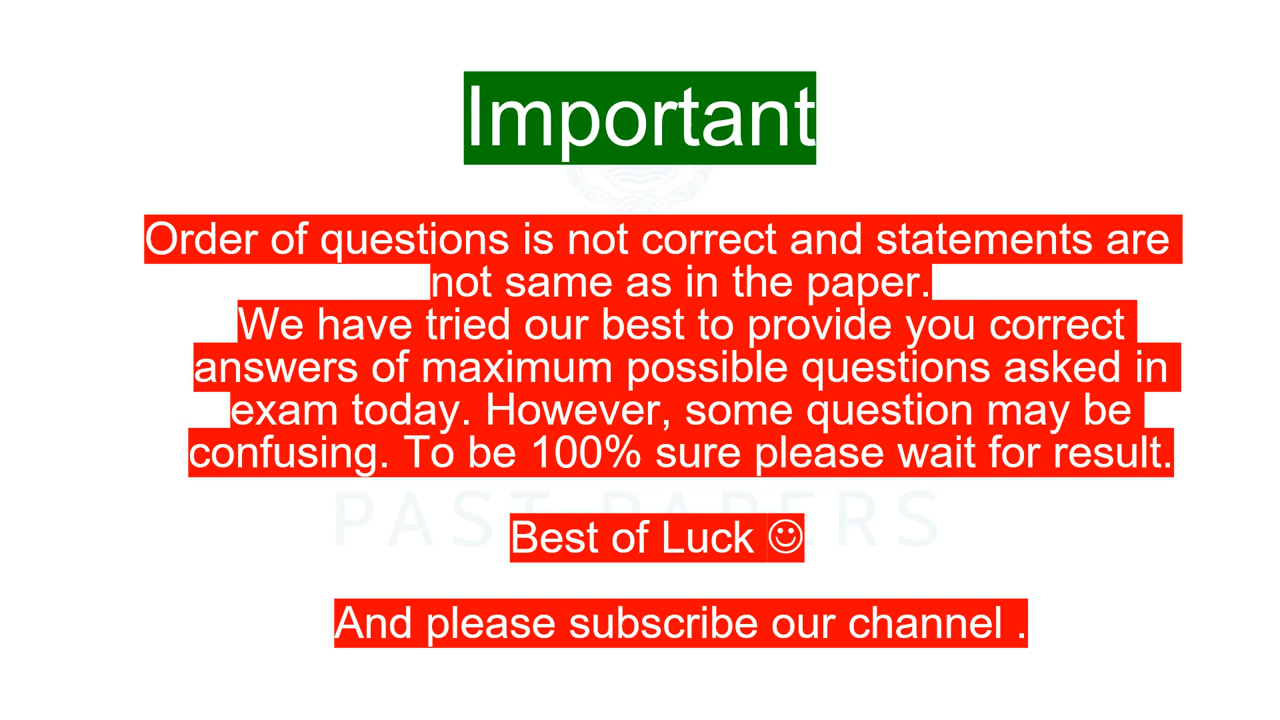 Important
Order of questions is not correct and statements are
not same as in the paper.
We have tried our best to provide you correct
answers of maximum possible questions asked in
exam today. However, some question may be
confusing. To be 100% sure please wait for result.
PAST PAPERS
Best of Luck ☺
And please subscribe our channel .